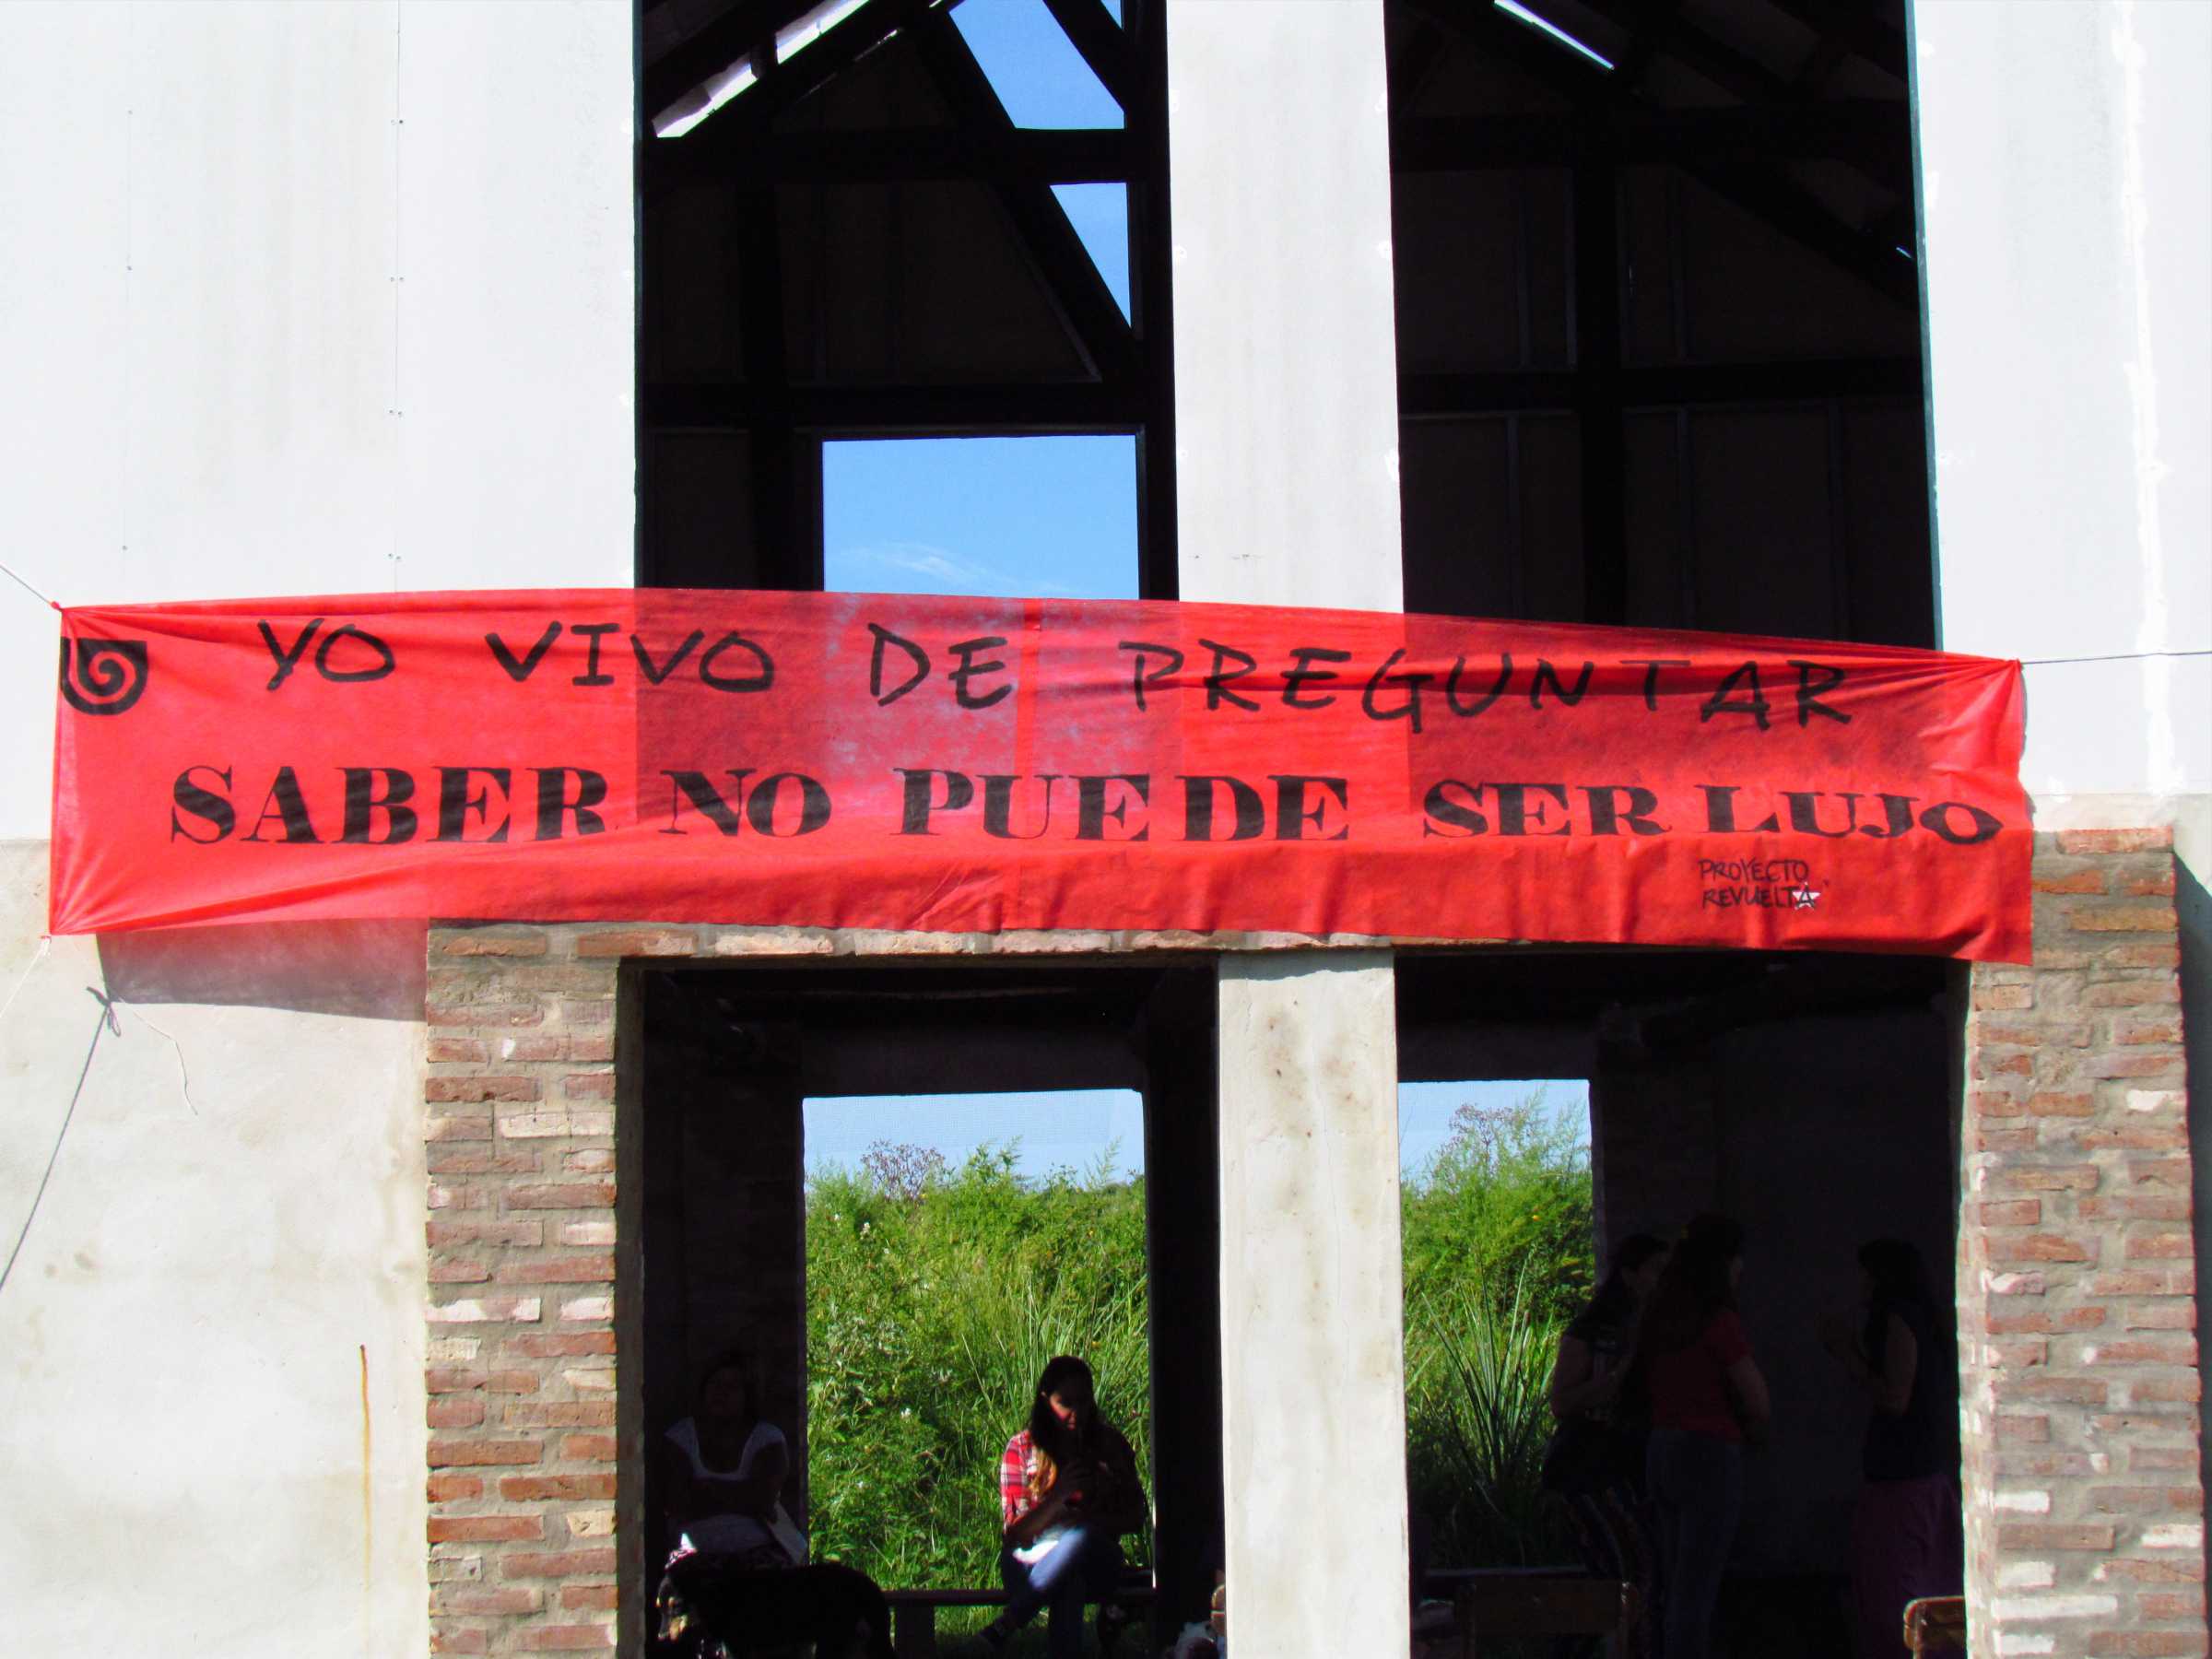 YO VIVO DE PREGUNTAR
SABER NO PUEDE SER LUJO
PROYECTO
REVUELTA